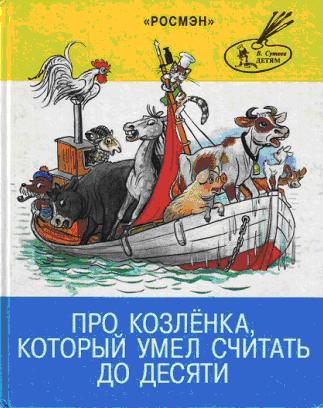 «РОСМЭН»
В. Сутеев
ДЕТЯМ
ПРО КОЗЛЁНКА,
КОТОРЫЙ УМЕЛ СЧИТАТЬ
ДО ДЕСЯТИ